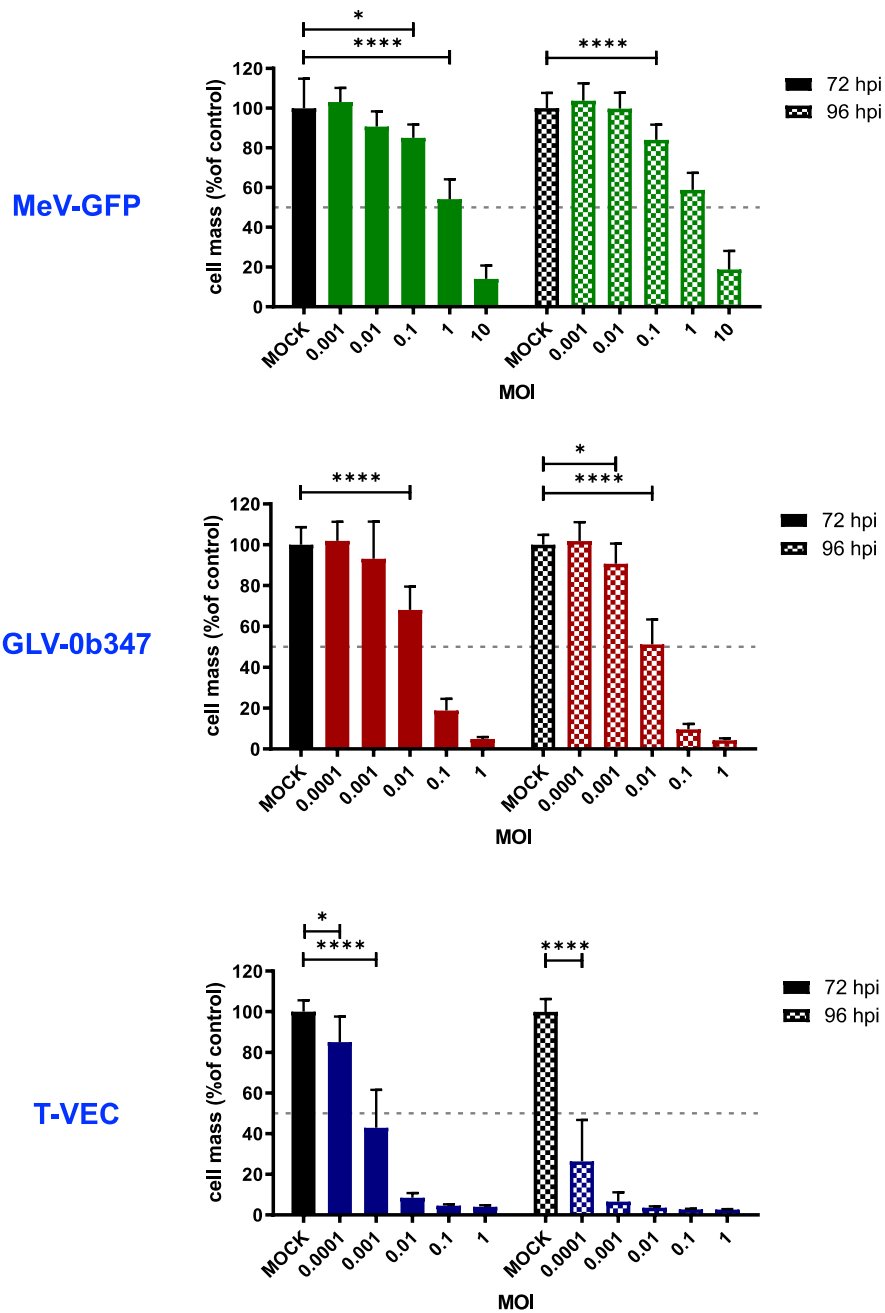 *
****
****
120
100
80
60
40
20
0
cell mass (%of control)
MOCK
0.001
0.01
0.1
1
10
MOCK
0.001
0.01
0.1
1
10
MOI
72 hpi
96 hpi
MeV-GFP
****
*
****
120
100
80
60
40
20
0
cell mass (%of control)
MOCK
0.0001
0.001
0.01
0.1
1
MOCK
0.0001
0.001
0.01
0.1
1
MOI
72 hpi
96 hpi
GLV-0b347
*
****
****
120
100
80
60
40
20
0
cell mass (%of control)
MOCK
0.0001
0.001
0.01
0.1
1
MOCK
0.0001
0.001
0.01
0.1
1
MOI
72 hpi
96 hpi
T-VEC